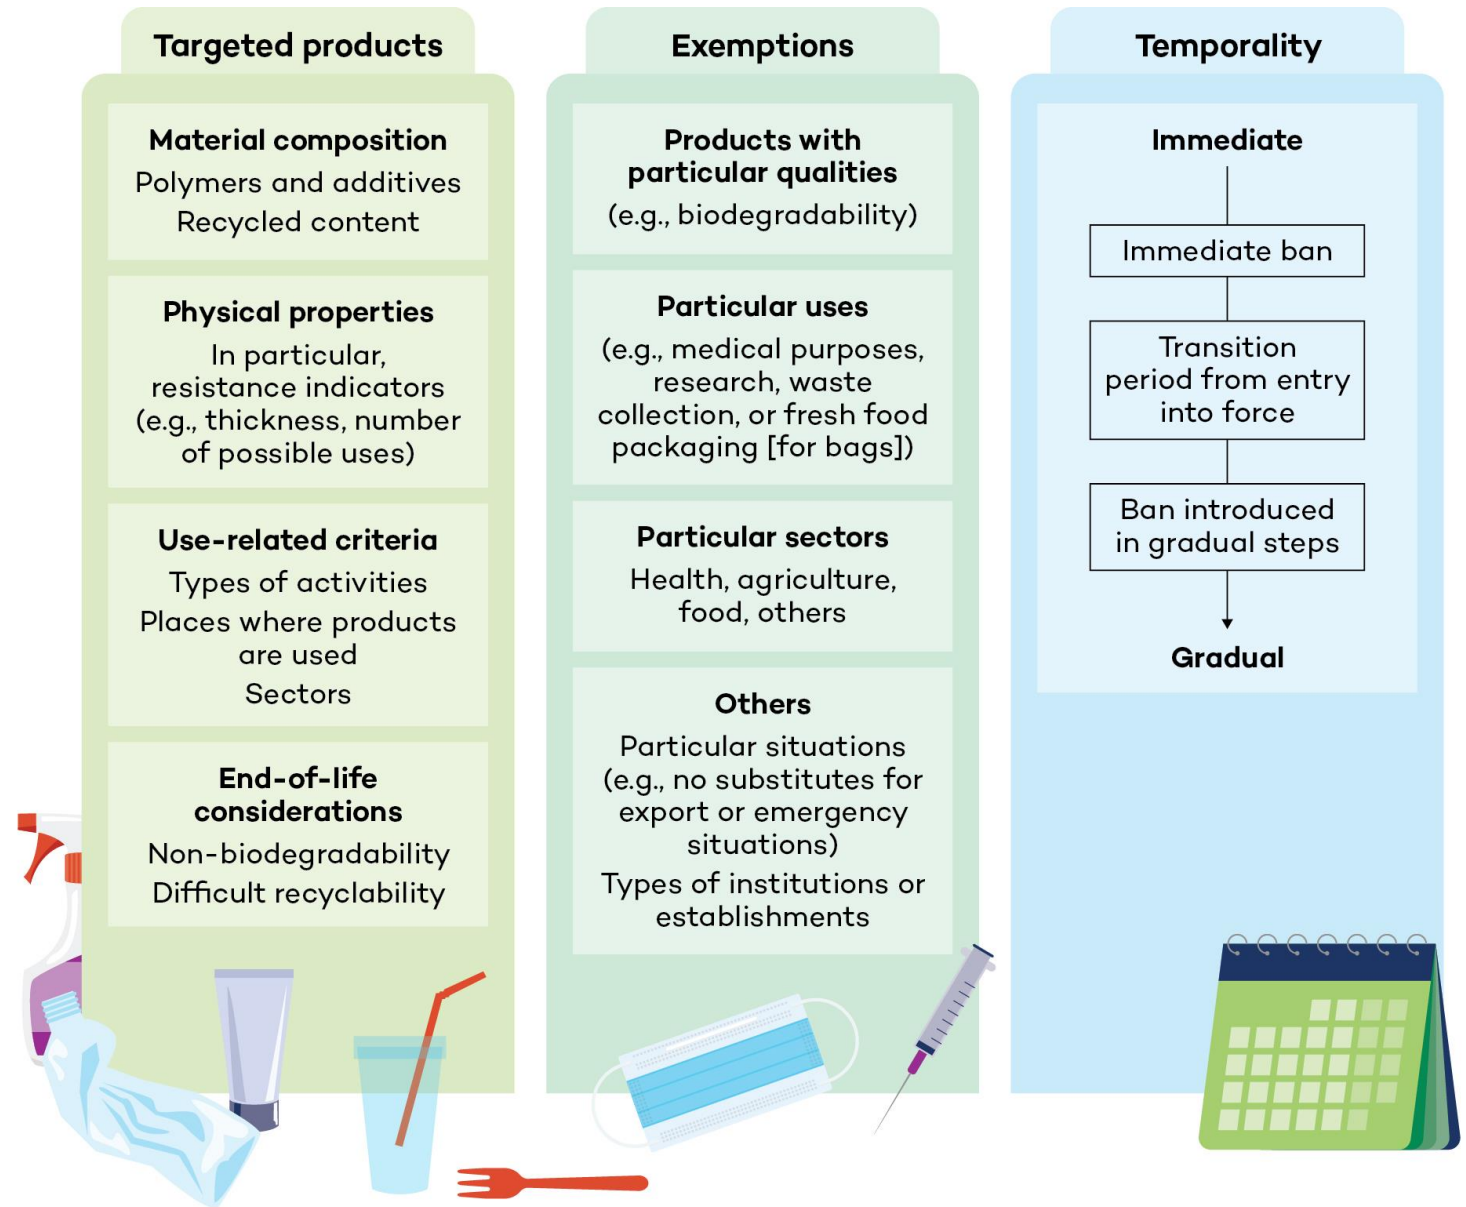 Targeted products
Material composition
Polymers and additives
Recycled content
Physical properties
In particular,
resistance indicators
(e.g., thickness, number
of possible uses)
Use-related criteria
Types of activities
Places where products
are used
Sectors
End-of-life
considerations
Non-biodegradability
Difficult recyclability
Exemptions
Products with
particular qualities
(e.g., biodegradability)
Particular uses
(e.g., medical purposes,
research, waste
collection, or fresh food
packaging [for bags])
Particular sectors
Health, agriculture,
food, others
Others
Particular situations
(e.g., no substitutes for
export or emergency
situations)
Types of institutions or
establishments
Temporality
Immediate
Immediate ban
Transition
period from entry
into force
Ban introduced
in gradual steps
Gradual